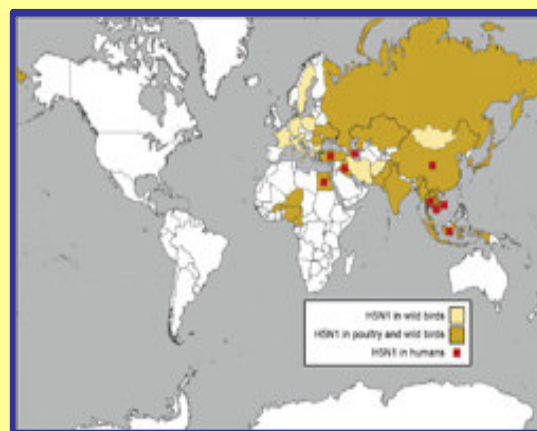 H5N1 in wild birds
H5N1 in poultry and wild birds
H5N1 in humans